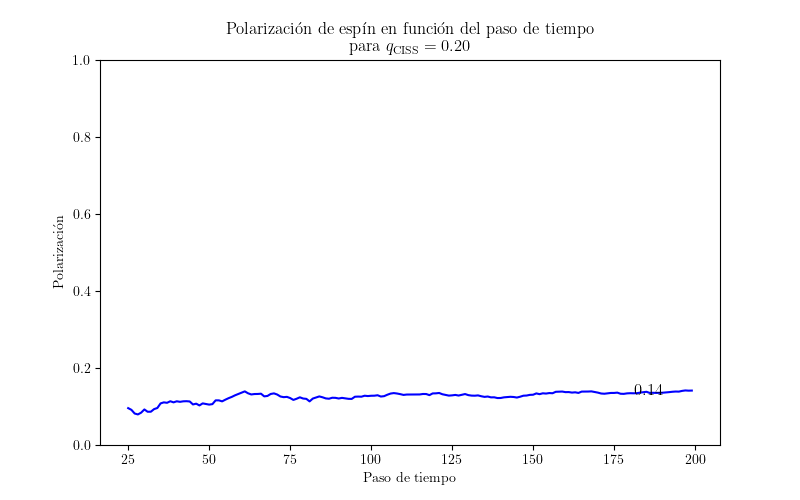 Polarización de espín en función del paso de tiempo
para q_CISS = 0.20
1.0
0.8
0.6
0.4
0.2
0.0
Polarización
0.14
25 50 75 100 125 150 175 200
Paso de tiempo